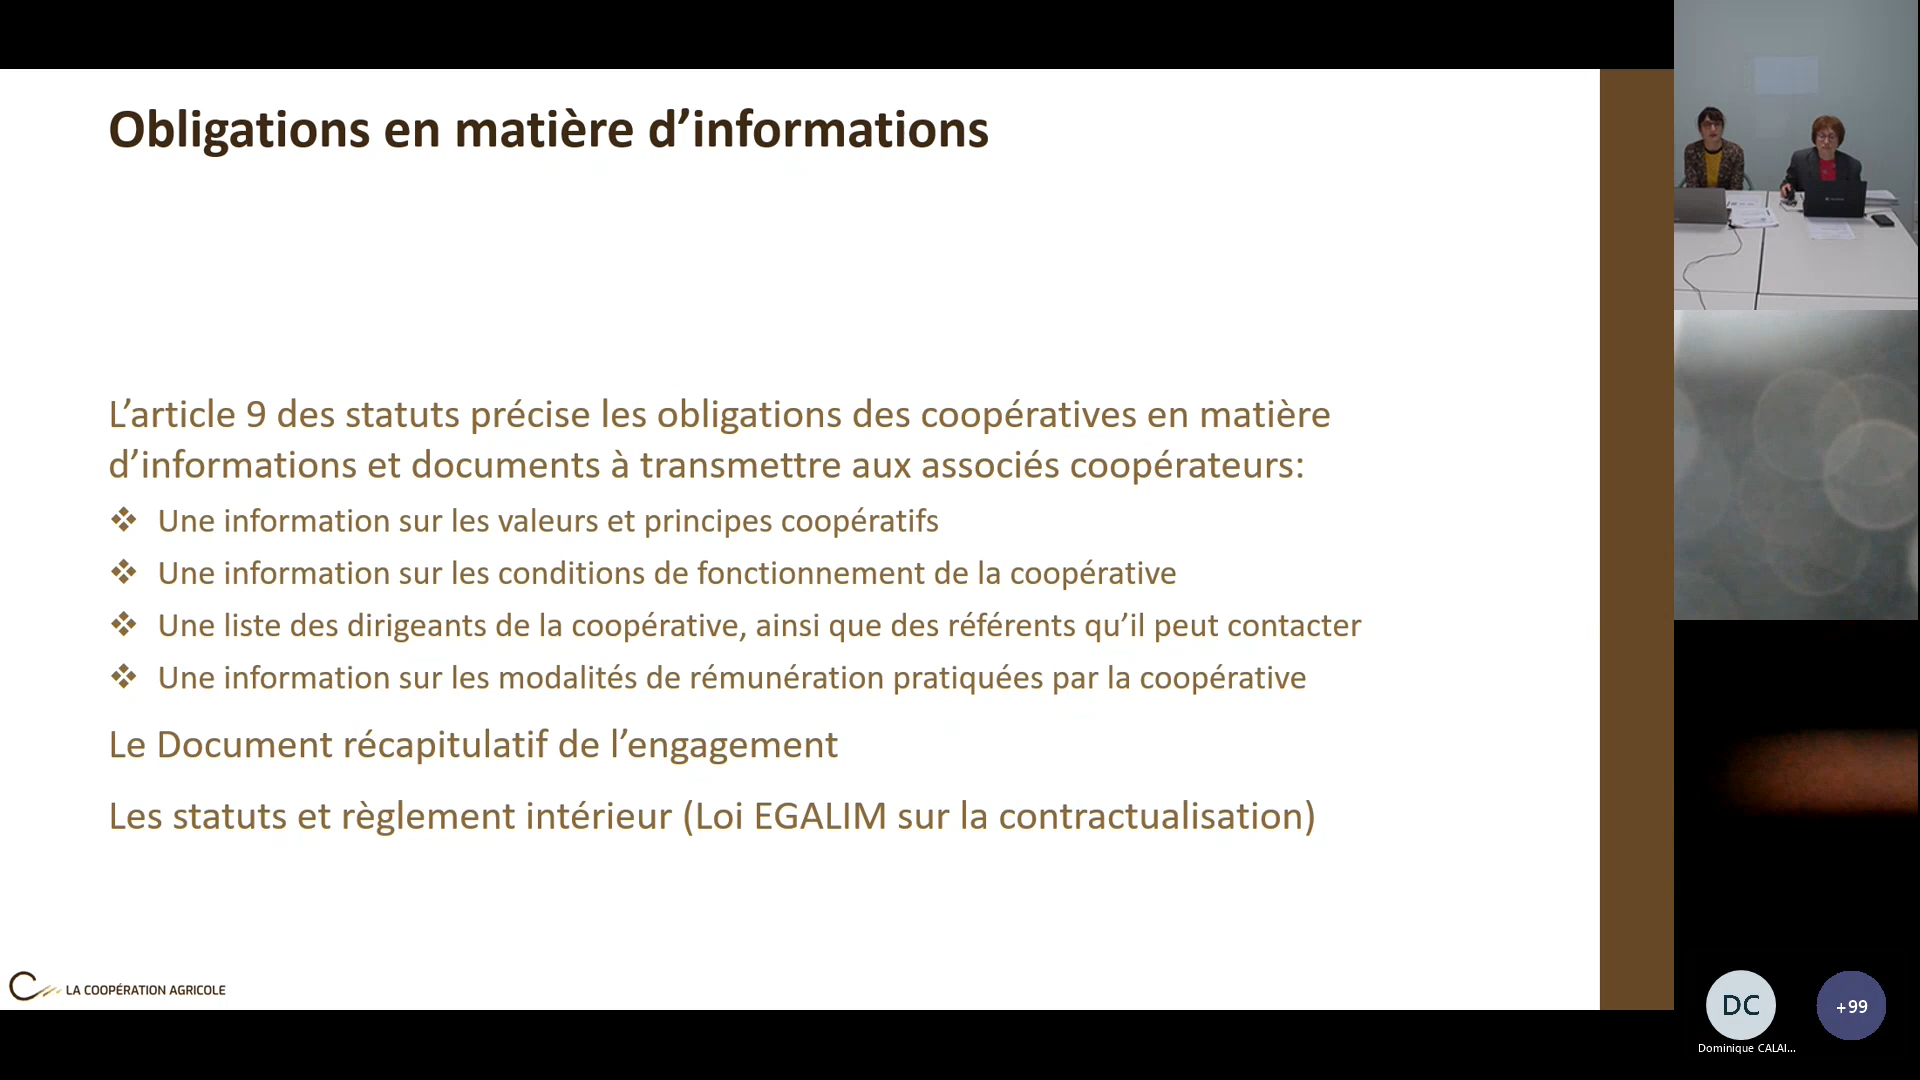 Obligations en matière d’informations
L’article 9 des statuts précise les obligations des coopératives en matière
d’informations et documents à transmettre aux associés coopérateurs:
❖ Une information sur les valeurs et principes coopératifs
❖ Une information sur les conditions de fonctionnement de la coopérative
❖ Une liste des dirigeants de la coopérative, ainsi que des référents qu’il peut contacter
❖ Une information sur les modalités de rémunération pratiquées par la coopérative
Le Document récapitulatif de l’engagement
Les statuts et règlement intérieur (Loi EGALIM sur la contractualisation)
LA COOPÉRATION AGRICOLE
DC
+99
Dominique CALAI...